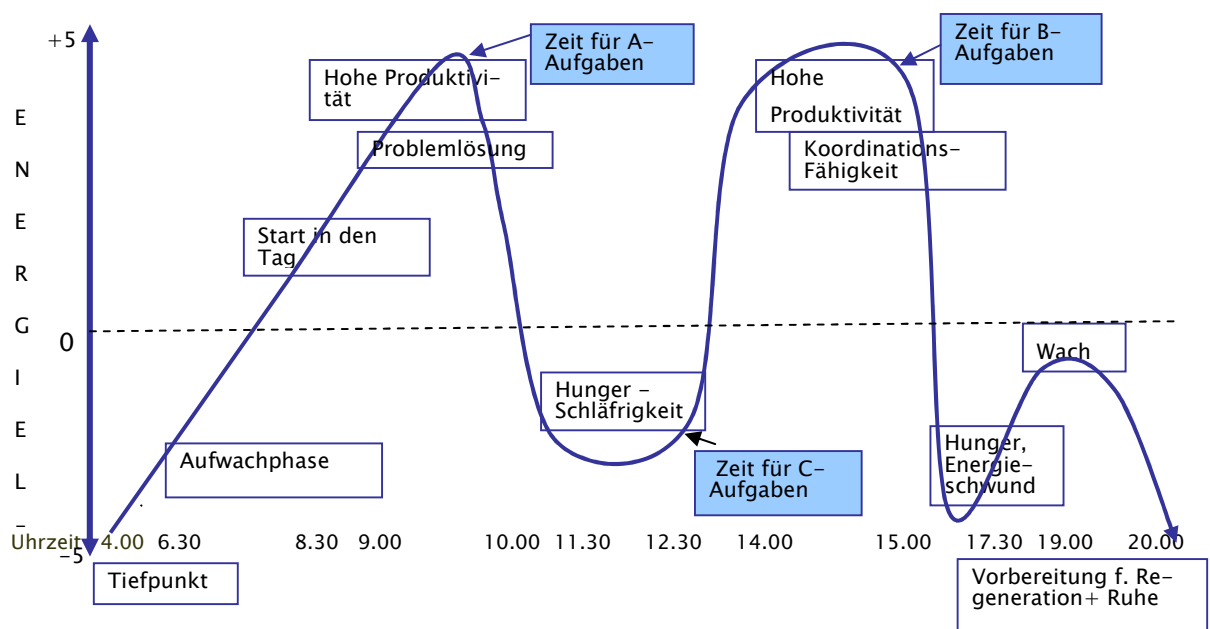 +5
Zeit für A–
Aufgaben
Zeit für B–
Aufgaben
Hohe Produktivi–
tät
Hohe
Produktivität
E
N
E
R
G
I
E
L
–
Problemlösung
Koordinations–
Fähigkeit
Start in den
Tag
0
Wach
Hunger –
Schläfrigkeit
Aufwachphase
Zeit für C–
Aufgaben
Hunger,
Energie–
schwund
Uhrzeit 4.00 6.30 8.30 9.00 10.00 11.30 12.30 14.00 15.00 17.30 19.00 20.00
–5
Tiefpunkt
Vorbereitung f. Re–
generation+ Ruhe